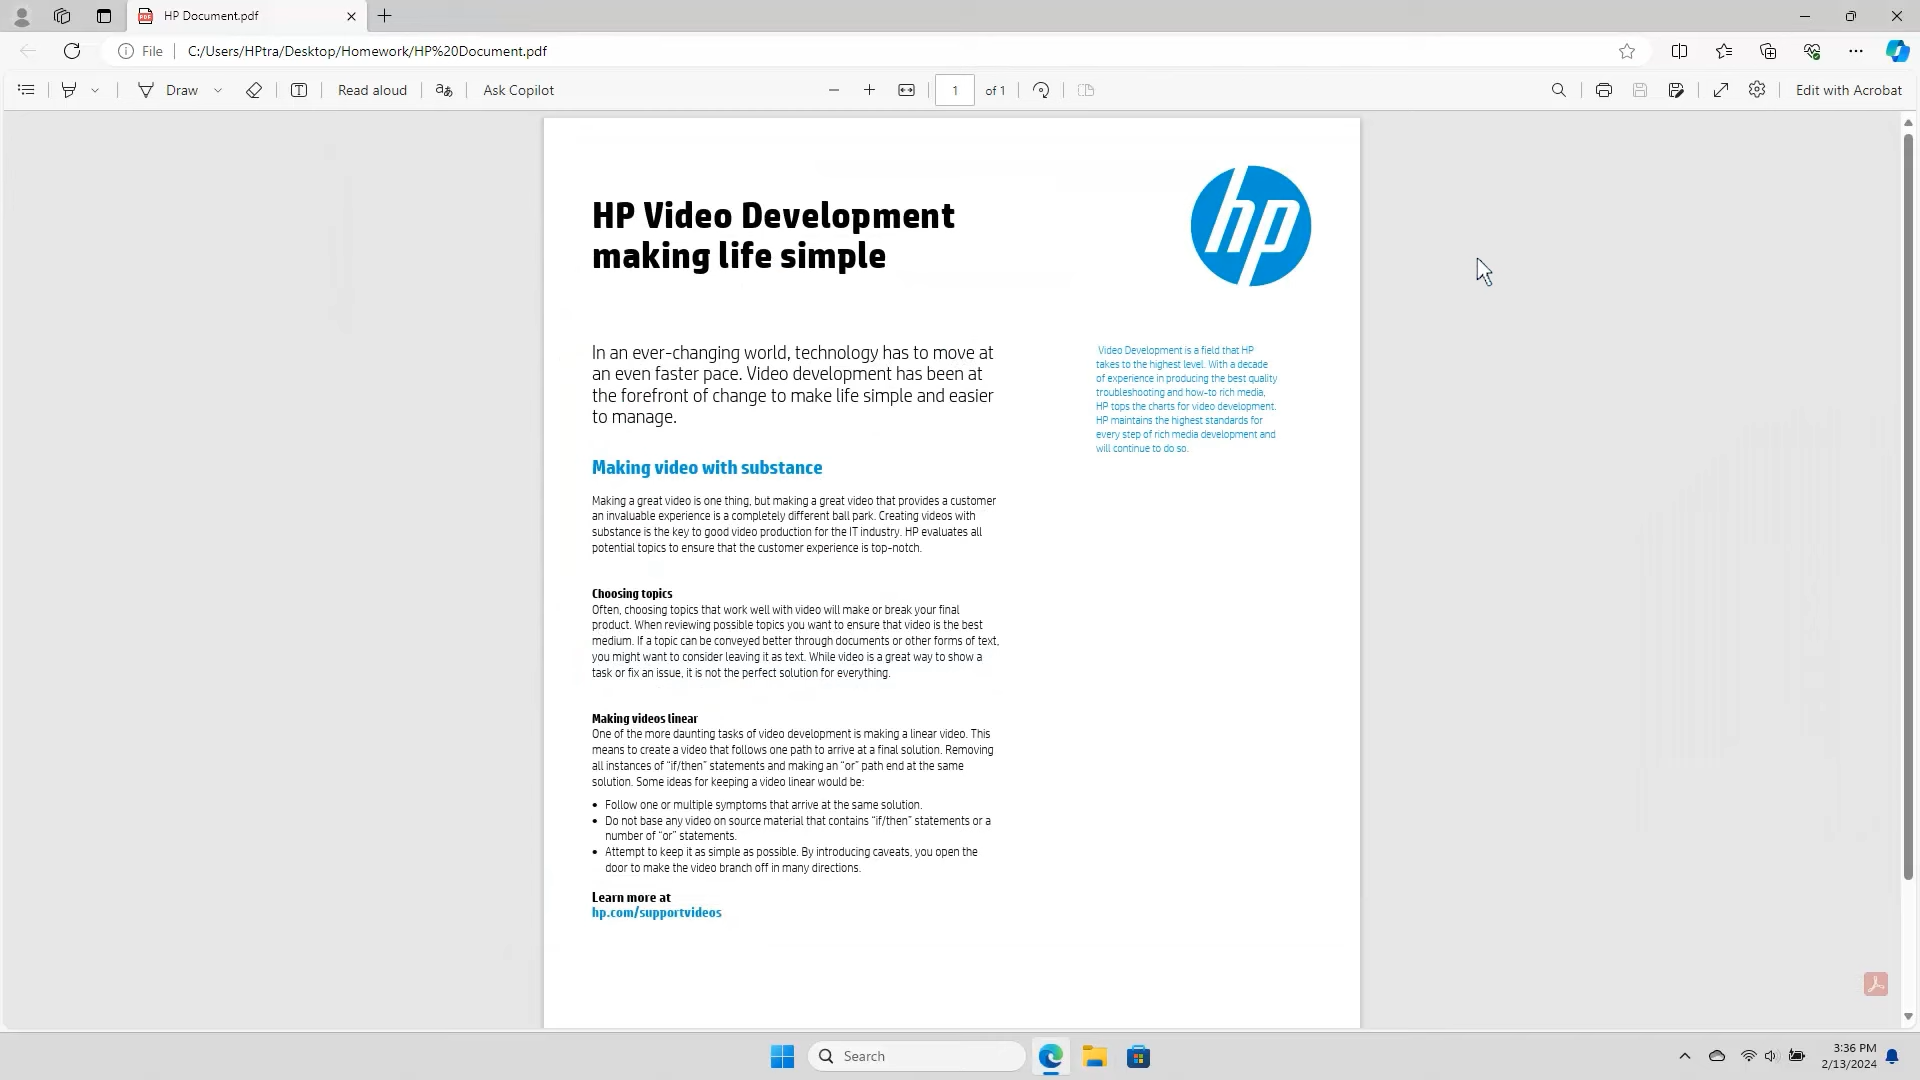 HP Document.pdf
File
C:/Users/HPtra/Desktop/Homework/HP%20Document.pdf
Draw
Read aloud
aあ
Ask Copilot
1
of 1
Edit with Acrobat
HP Video Development
making life simple
hp
In an ever-changing world, technology has to move at
an even faster pace. Video development has been at
the forefront of change to make life simple and easier
to manage.
Video Development is a field that HP
takes to the highest level. With a decade
of experience in producing the best quality
troubleshooting and how-to rich media,
HP tops the charts for video development.
HP maintains the highest standards for
every step of rich media development and
will continue to do so.
Making video with substance
Making a great video is one thing, but making a great video that provides a customer
an invaluable experience is a completely different ball park. Creating videos with
substance is the key to good video production for the IT industry. HP evaluates all
potential topics to ensure that the customer experience is top-notch.
Choosing topics
Often, choosing topics that work well with video will make or break your final
product. When reviewing possible topics you want to ensure that video is the best
medium. If a topic can be conveyed better through documents or other forms of text,
you might want to consider leaving it as text. While video is a great way to show a
task or fix an issue, it is not the perfect solution for everything.
Making videos linear
One of the more daunting tasks of video development is making a linear video. This
means to create a video that follows one path to arrive at a final solution. Removing
all instances of “if/then” statements and making an “or” path end at the same
solution. Some ideas for keeping a video linear would be:
• Follow one or multiple symptoms that arrive at the same solution.
• Do not base any video on source material that contains “if/then” statements or a
number of “or” statements.
• Attempt to keep it as simple as possible. By introducing caveats, you open the
door to make the video branch off in many directions.
Learn more at
hp.com/supportvideos
Search
3:36 PM
2/13/2024